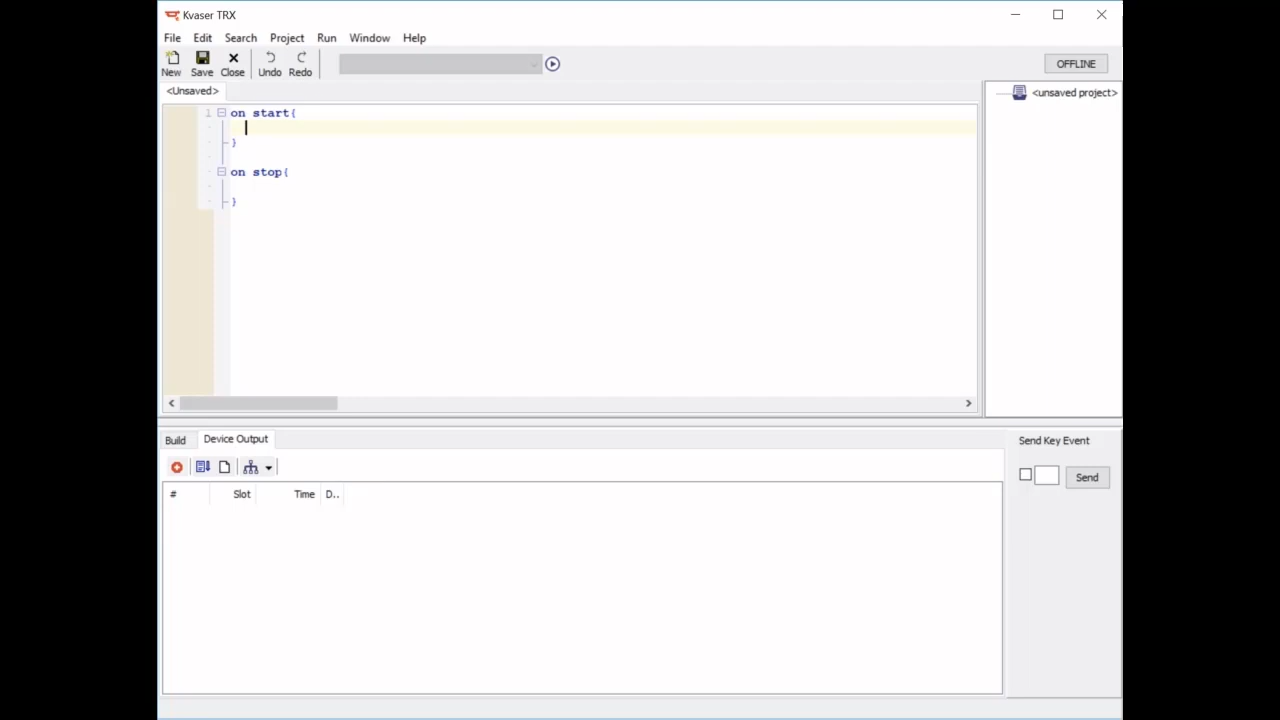 Kvaser TRX
File Edit Search Project Run Window Help
New Save Close Undo Redo OFFLINE
<Unsaved>
<unsaved project>
1 on start{
}
on stop{
}
Build Device Output
Send Key Event
Send
# Slot Time D..